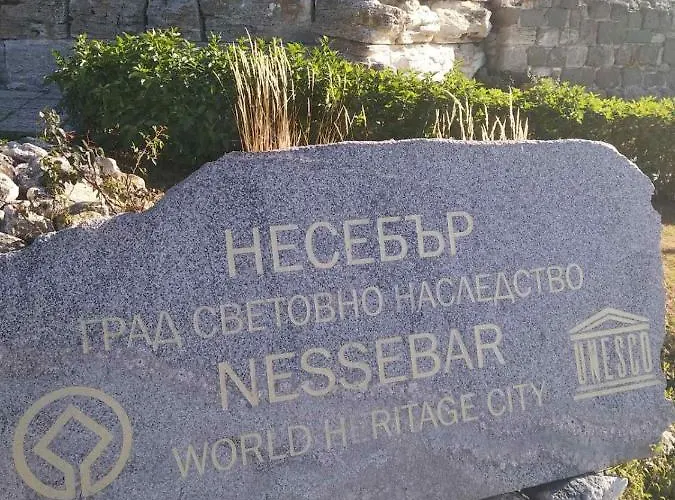 НЕСЕБЪР
ГРАД СВЕТОВНО НАСЛЕДСТВО
NESSEBAR
WORLD HERITAGE CITY
UNESCO